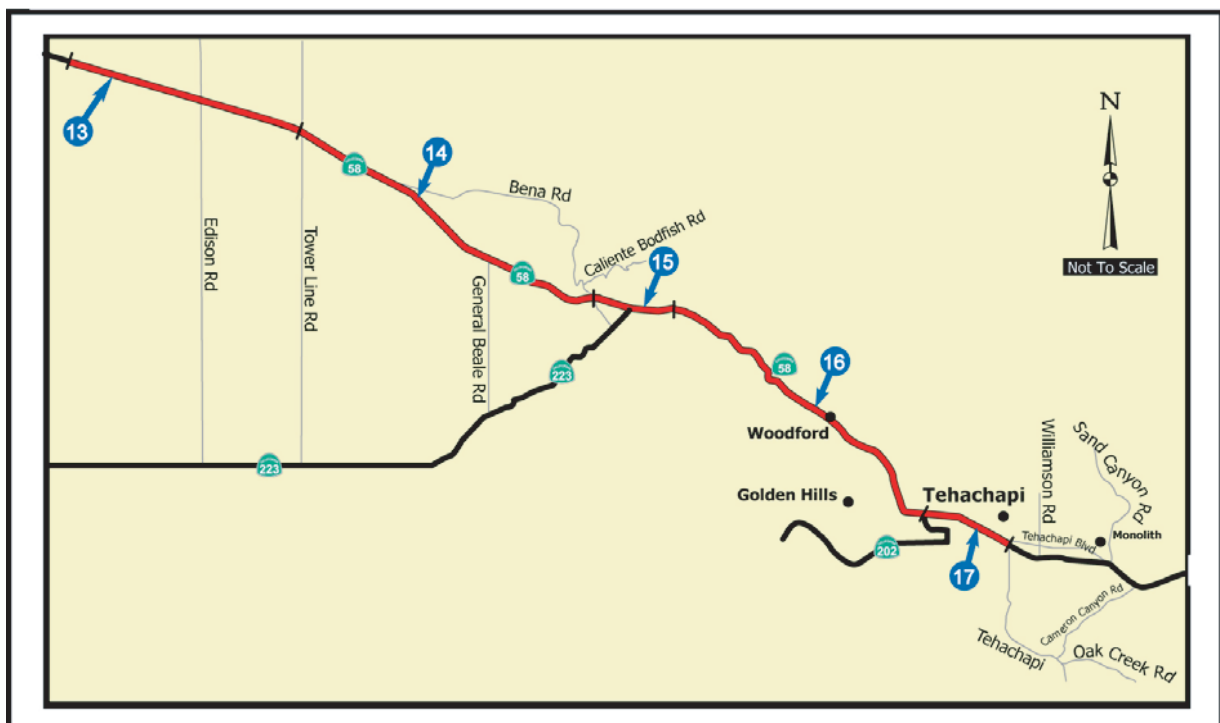 13
58
14
Bena Rd
N
Not To Scale
Edison Rd
Tower Line Rd
58
General Beale Rd
Caliente Bodfish Rd
15
223
58
16
Woodford
223
Golden Hills
Tehachapi
Williamson Rd
Sand Canyon Rd
Monolith
Tehachapi Blvd
202
17
Cameron Canyon Rd
Tehachapi
Oak Creek Rd